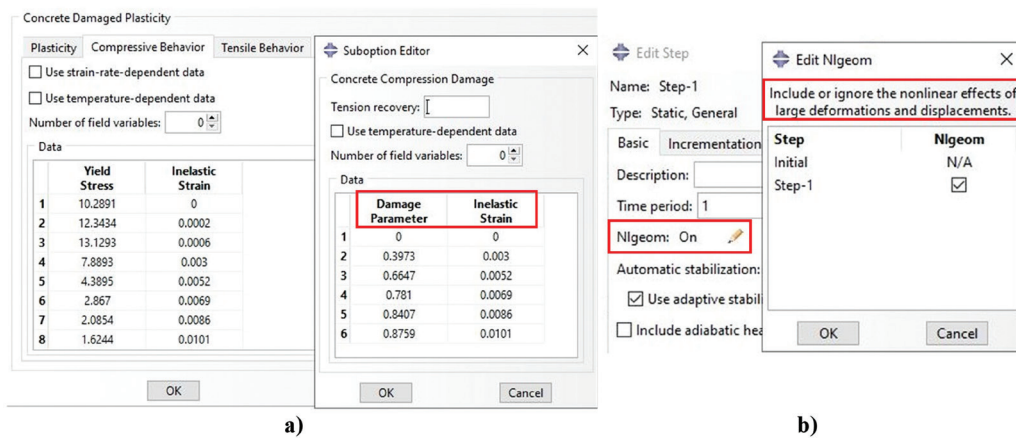 Concrete Damaged Plasticity
Plasticity Compressive Behavior Tensile Behavior
Use strain-rate-dependent data
Use temperature-dependent data
Number of field variables: 0
Data
Yield Stress Inelastic Strain
1 10.2891 0
2 12.3434 0.0002
3 13.1293 0.0006
4 7.8893 0.003
5 4.3895 0.0052
6 2.867 0.0069
7 2.0854 0.0086
8 1.6244 0.0101
OK
Suboption Editor
Concrete Compression Damage
Tension recovery:
Use temperature-dependent data
Number of field variables: 0
Data
Damage Parameter Inelastic Strain
1 0 0
2 0.3973 0.003
3 0.6647 0.0052
4 0.781 0.0069
5 0.8407 0.0086
6 0.8759 0.0101
OK Cancel
a)
Edit Step
Name: Step-1
Type: Static, General
Basic Incrementation
Description:
Time period: 1
Nlgeom: On
Automatic stabilization:
Use adaptive stabili
Include adiabatic hea
Edit Nlgeom
Include or ignore the nonlinear effects of
large deformations and displacements.
Step Nlgeom
Initial N/A
Step-1
OK Cancel
b)